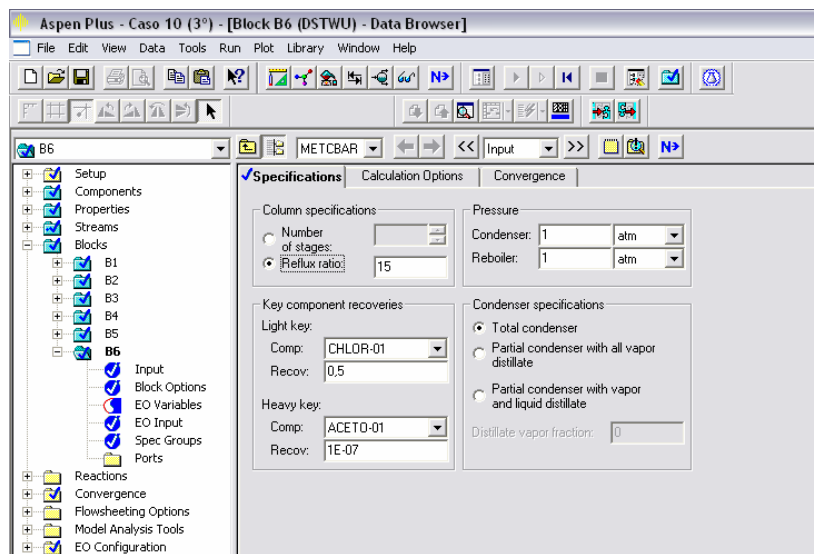 Aspen Plus - Caso 10 (3°) - [Block B6 (DSTWU) - Data Browser]
File Edit View Data Tools Run Plot Library Window Help
N>
B6
METCBAR
<< Input >>
N>
Setup
Components
Properties
Streams
Blocks
B1
B2
B3
B4
B5
B6
Input
Block Options
EO Variables
EO Input
Spec Groups
Ports
Reactions
Convergence
Flowsheeting Options
Model Analysis Tools
EO Configuration
Specifications Calculation Options Convergence
Column specifications
Number
of stages:
Reflux ratio: 15
Pressure
Condenser: 1 atm
Reboiler: 1 atm
Key component recoveries
Light key:
Comp: CHLOR-01
Recov: 0,5
Heavy key:
Comp: ACETO-01
Recov: 1E-07
Condenser specifications
Total condenser
Partial condenser with all vapor
distillate
Partial condenser with vapor
and liquid distillate
Distillate vapor fraction: 0